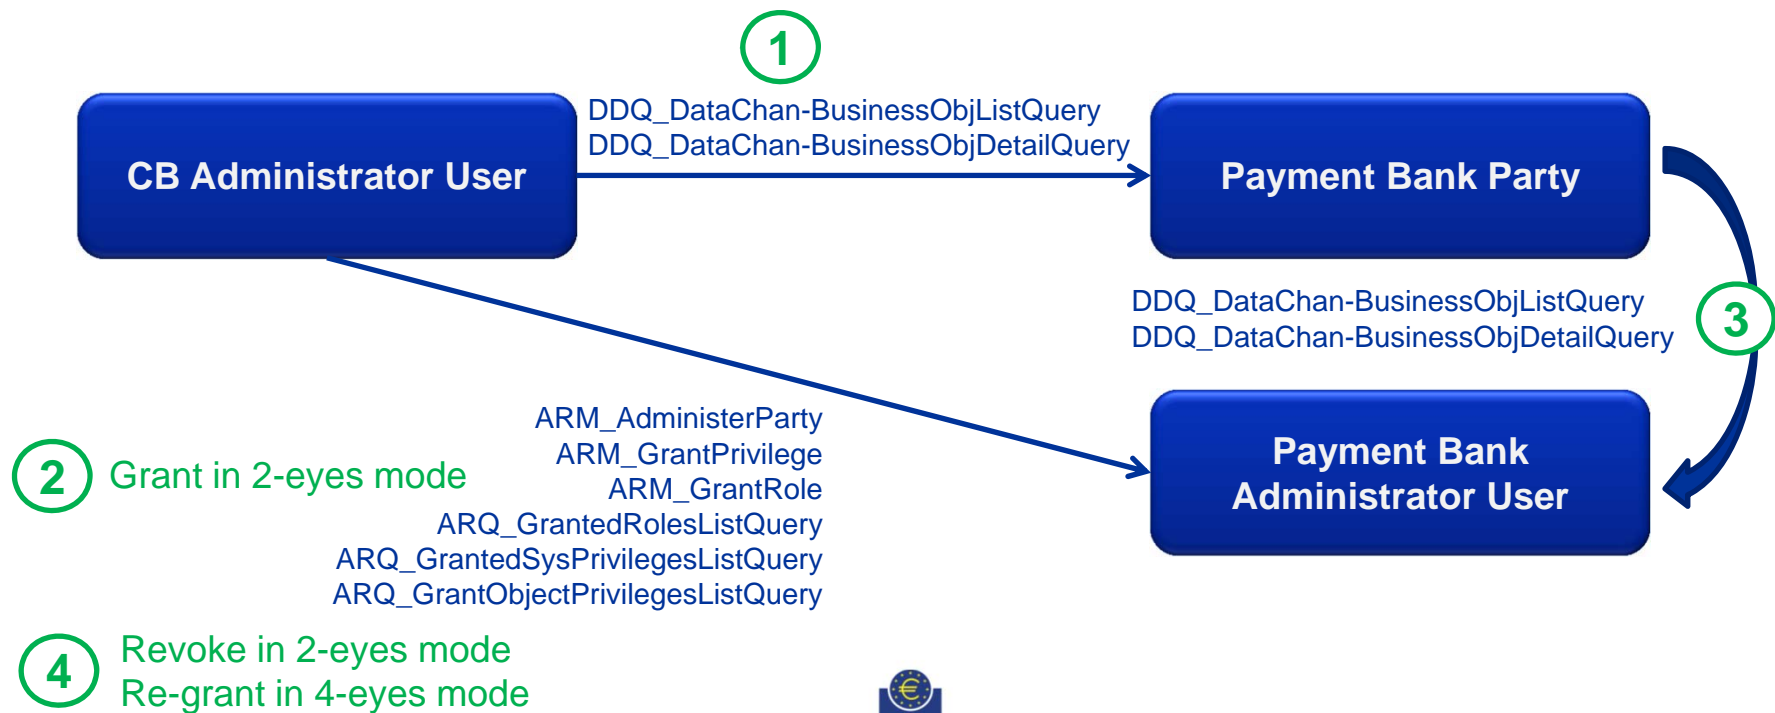 1
DDQ_DataChan-BusinessObjListQuery
DDQ_DataChan-BusinessObjDetailQuery
CB Administrator User
Payment Bank Party
DDQ_DataChan-BusinessObjListQuery
DDQ_DataChan-BusinessObjDetailQuery
3
ARM_AdministerParty
ARM_GrantPrivilege
ARM_GrantRole
ARQ_GrantedRolesListQuery
ARQ_GrantedSysPrivilegesListQuery
ARQ_GrantObjectPrivilegesListQuery
2
Grant in 2-eyes mode
Payment Bank
Administrator User
4
Revoke in 2-eyes mode
Re-grant in 4-eyes mode
€